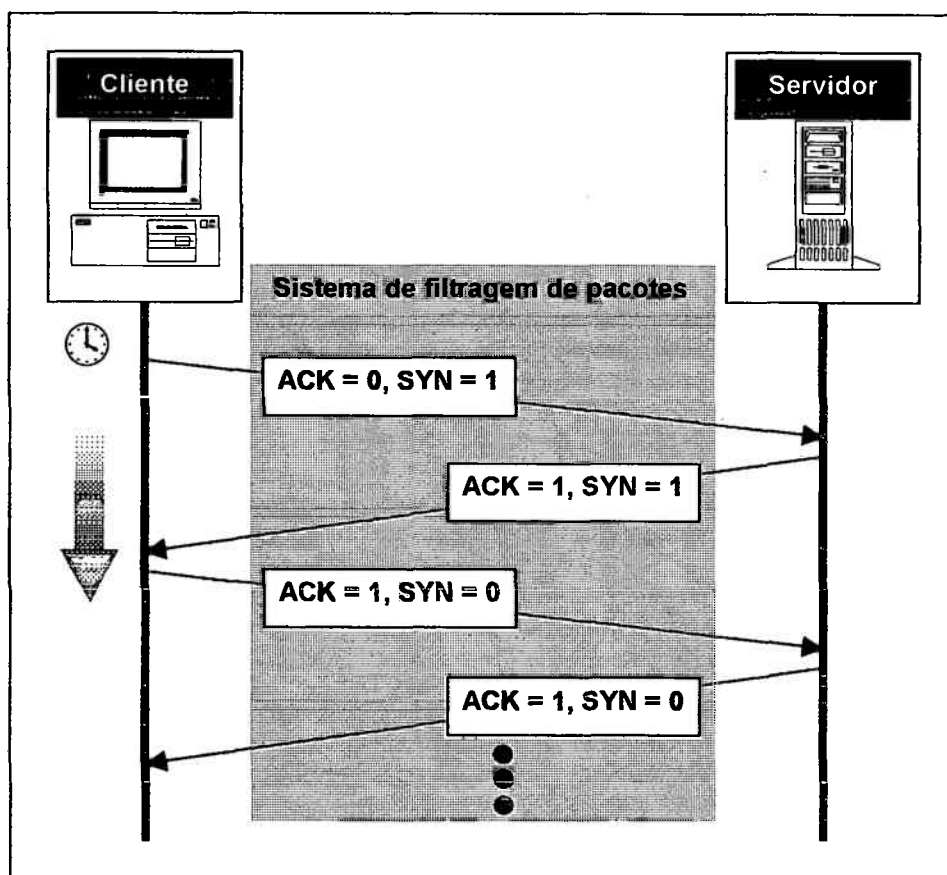 Cliente
Servidor
Sistema de filtragem de pacotes
ACK = 0, SYN = 1
ACK = 1, SYN = 1
ACK = 1, SYN = 0
ACK = 1, SYN = 0